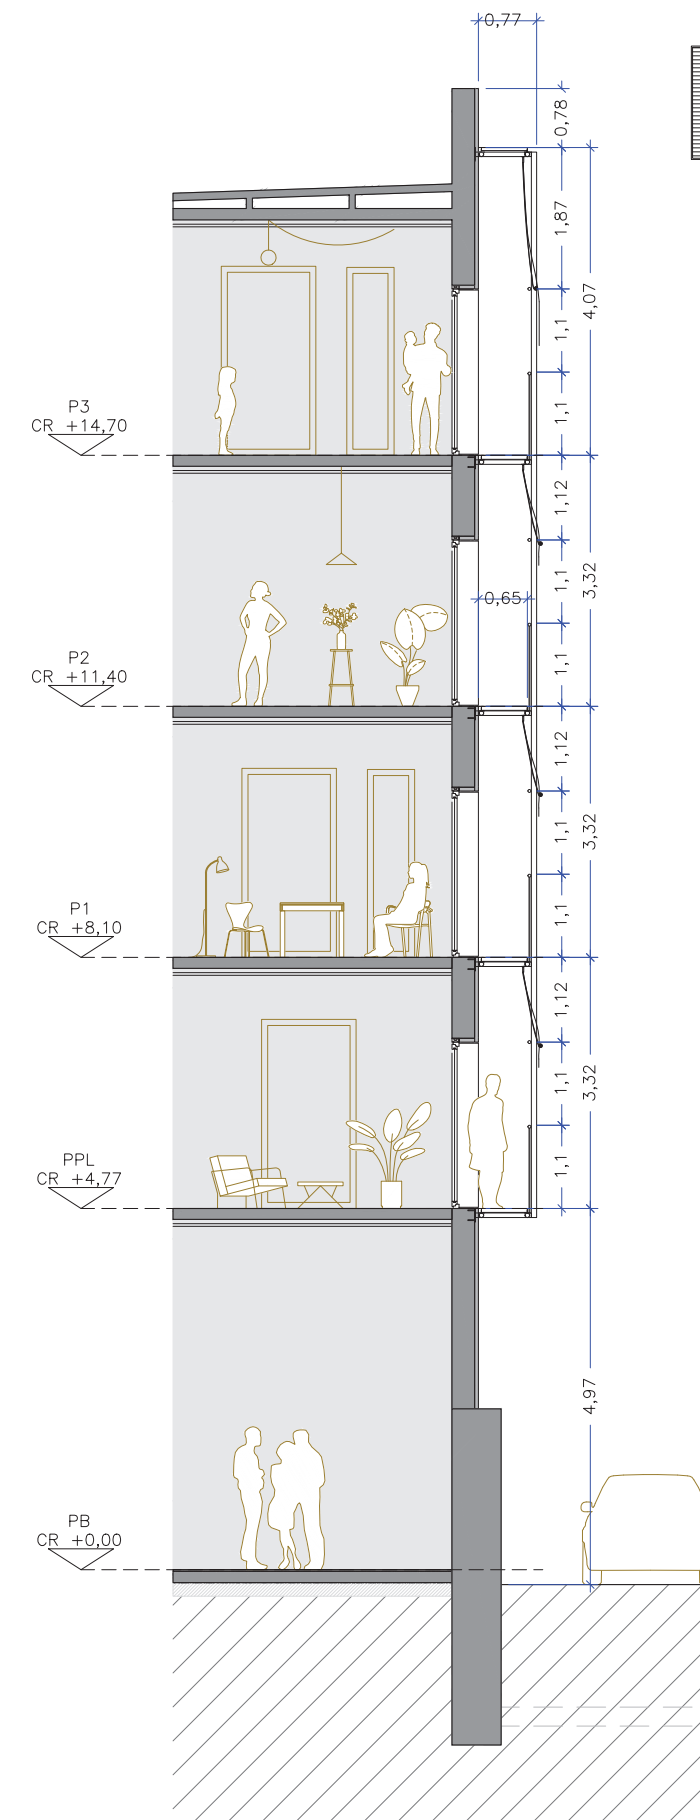 0,77
0,78
1,87
4,07
1,1
1,1
P3
CR +14,70
1,12
1,1
3,32
0,65
1,1
P2
CR +11,40
1,12
1,1
3,32
1,1
P1
CR +8,10
1,12
1,1
3,32
1,1
PPL
CR +4,77
4,97
PB
CR +0,00